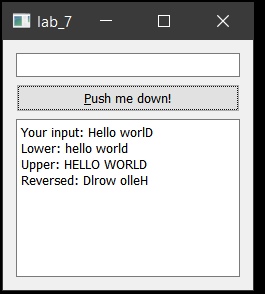 lab_7
Push me down!
Your input: Hello worlD
Lower: hello world
Upper: HELLO WORLD
Reversed: Dlrow olleH